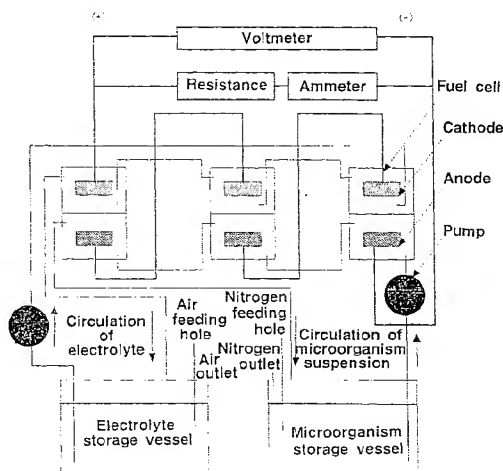 (+)
(-)
Voltmeter
Resistance
Ammeter
Fuel cell
Cathode
Anode
Pump
Circulation
of
electrolyte
Air
feeding
hole
Air
outlet
Nitrogen
feeding
hole
Nitrogen
outlet
Circulation of
microorganism
suspension
Electrolyte
storage vessel
Microorganism
storage vessel